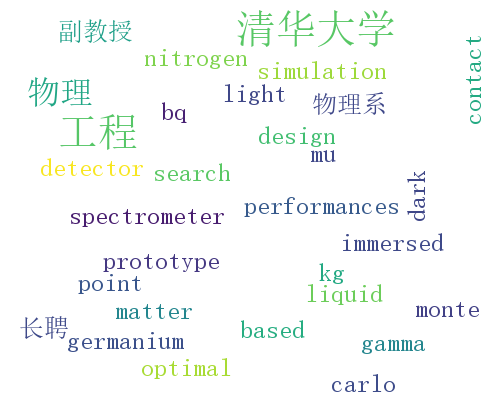 副教授
清华大学
nitrogen
simulation
contact
物理
light
物理系
bq
工程
design
mu
detector
search
dark
spectrometer
performances
immersed
prototype
kg
point
liquid
matter
monte
长聘
germanium
based
gamma
optimal
carlo